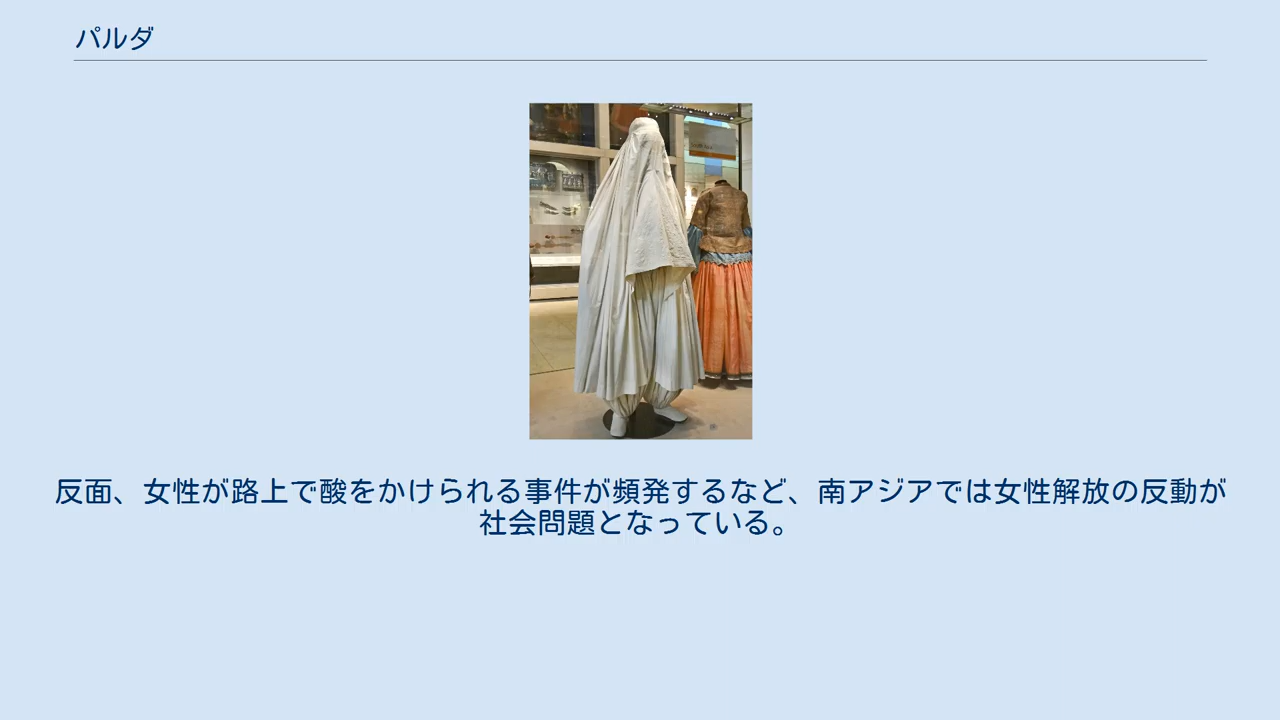 パルダ
反面、女性が路上で酸をかけられる事件が頻発するなど、南アジアでは女性解放の反動が
社会問題となっている。